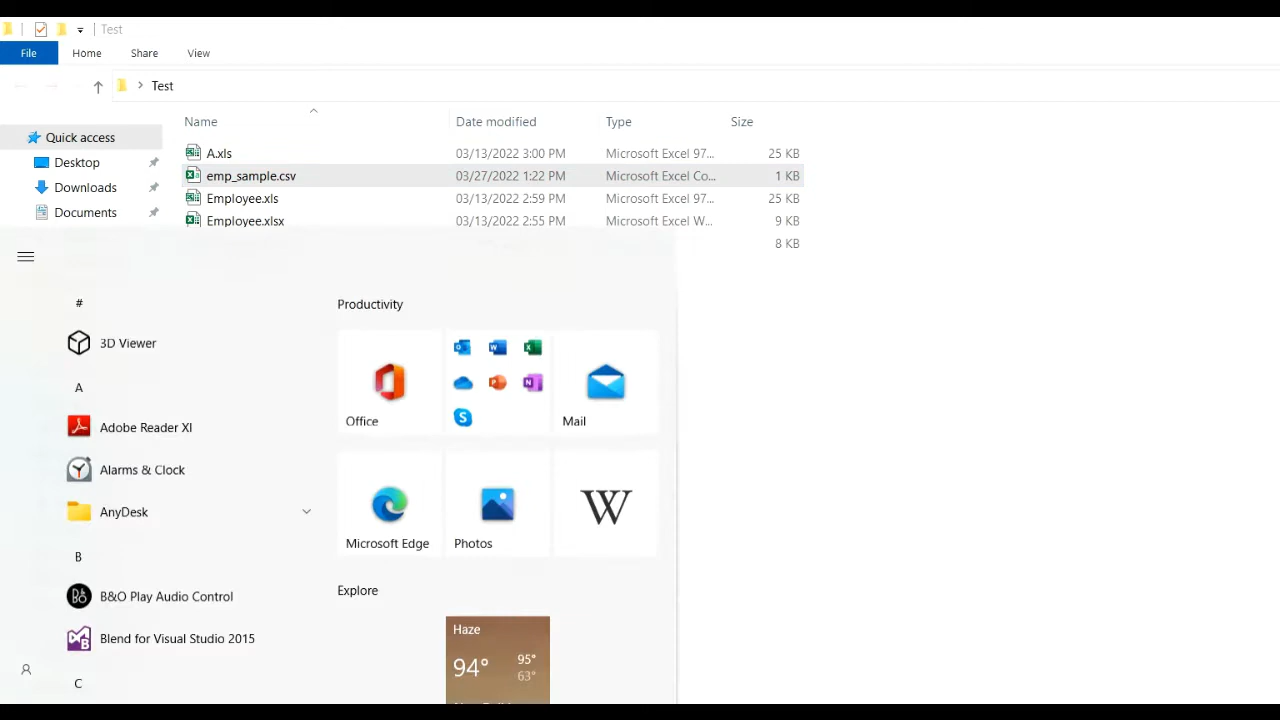 Test
File Home Share View
Test
Name Date modified Type Size
Quick access
Desktop
Downloads
Documents
A.xls 03/13/2022 3:00 PM Microsoft Excel 97... 25 KB
emp_sample.csv 03/27/2022 1:22 PM Microsoft Excel Co... 1 KB
Employee.xls 03/13/2022 2:59 PM Microsoft Excel 97... 25 KB
Employee.xlsx 03/13/2022 2:55 PM Microsoft Excel W... 9 KB
8 KB
#
3D Viewer
A
Adobe Reader XI
Alarms & Clock
AnyDesk
B
B&O Play Audio Control
Blend for Visual Studio 2015
C
Productivity
Office
Mail
Microsoft Edge
Photos
W
Explore
Haze
94° 95°
63°